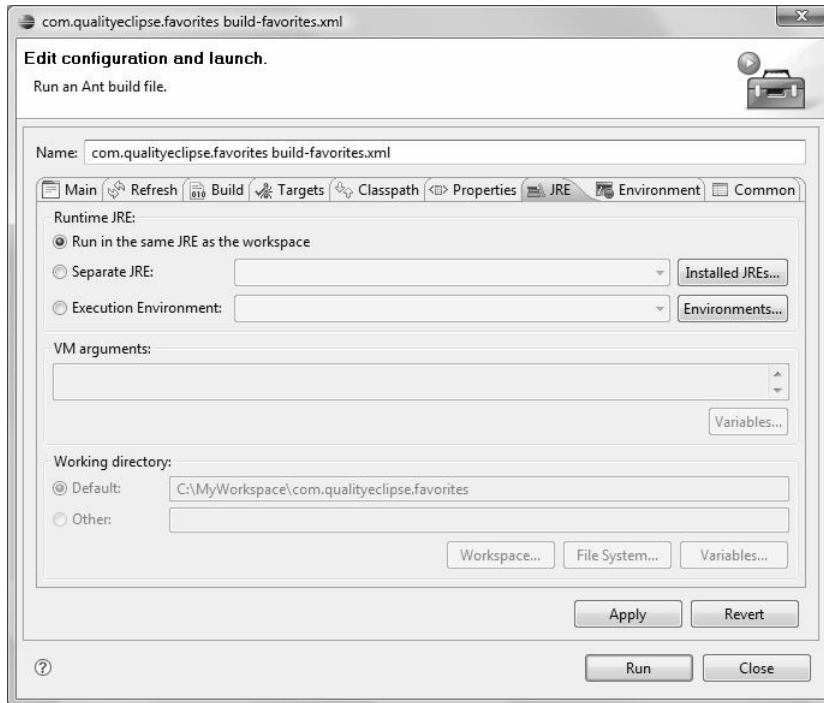 com.qualityeclipse.favorites build-favorites.xml
Edit configuration and launch.
Run an Ant build file.
Name: com.qualityeclipse.favorites build-favorites.xml
Main Refresh Build Targets Classpath Properties JRE Environment Common
Runtime JRE:
Run in the same JRE as the workspace
Separate JRE: Installed JREs...
Execution Environment: Environments...
VM arguments:
Variables...
Working directory:
Default: C:\MyWorkspace\com.qualityeclipse.favorites
Other:
Workspace... File System... Variables...
Apply Revert
? Run Close